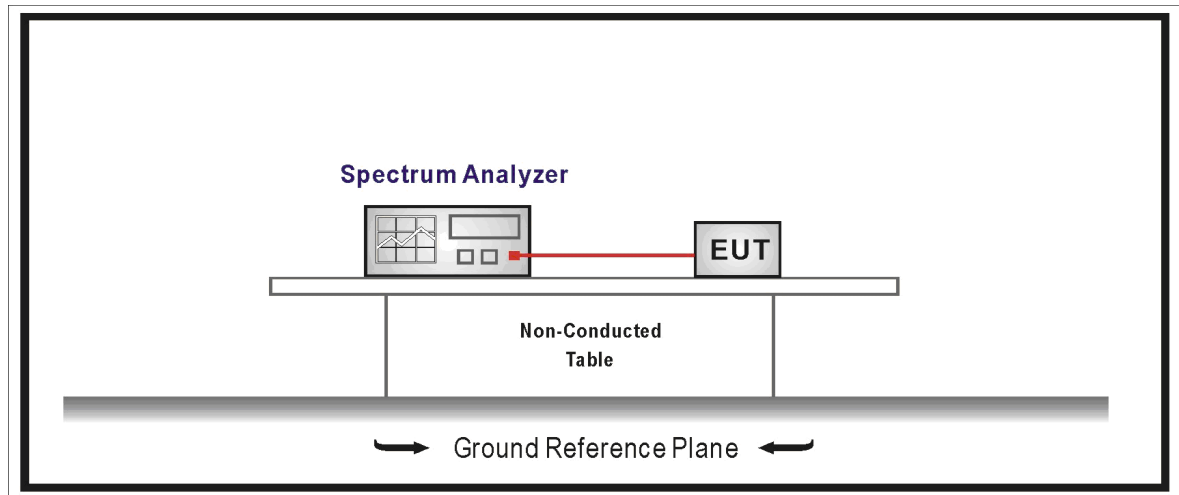 Spectrum Analyzer
EUT
Non-Conducted
Table
Ground Reference Plane